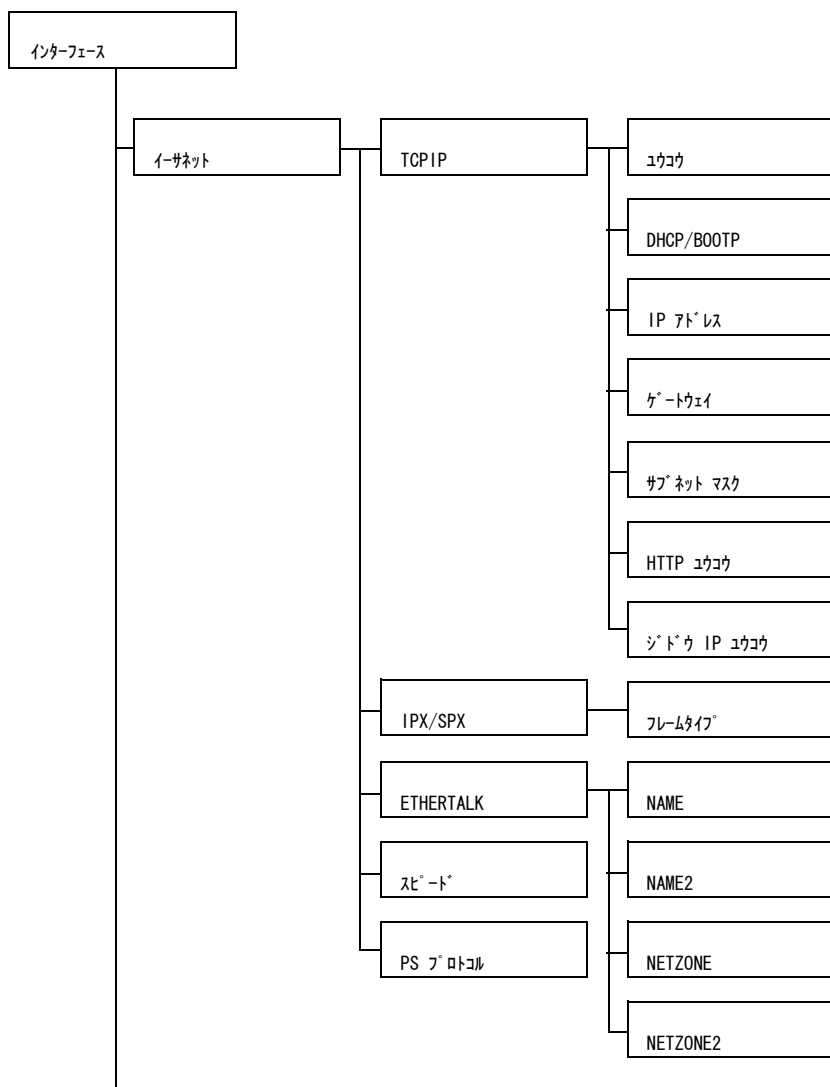 ｲﾝﾀｰﾌｪｰｽ
ｲｰｻﾈｯﾄ
TCPIP
ﾕｳｺｳ
DHCP/BOOTP
IP ｱﾄﾞﾚｽ
ｹﾞｰﾄｳｪｲ
ｻﾌﾞﾈｯﾄ ﾏｽｸ
HTTP ﾕｳｺｳ
ｼﾞﾄﾞｳ IP ﾕｳｺｳ
IPX/SPX
ﾌﾚｰﾑﾀｲﾌﾟ
ETHERTALK
NAME
ｽﾋﾟｰﾄﾞ
NAME2
PS ﾌﾟﾛﾄｺﾙ
NETZONE
NETZONE2